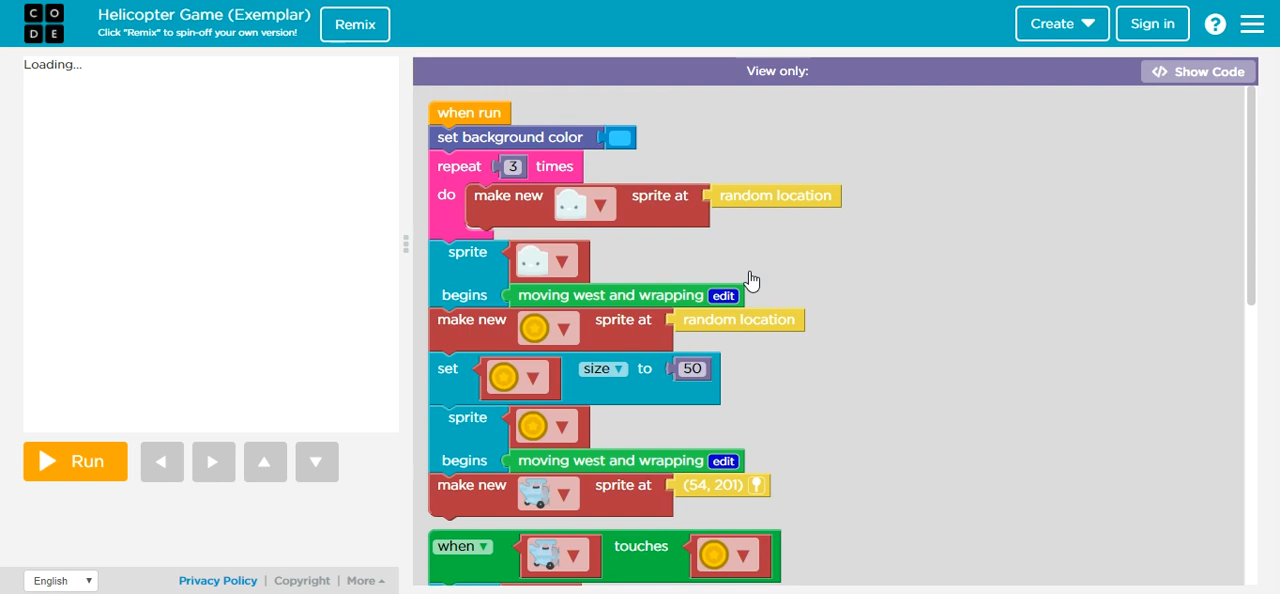 C O
D E
Helicopter Game (Exemplar)
Click "Remix" to spin-off your own version!
Remix
Create
Sign in
?
Loading...
View only:
</> Show Code
when run
set background color
repeat 3 times
do make new sprite at random location
sprite
begins moving west and wrapping edit
make new sprite at random location
set size to 50
sprite
begins moving west and wrapping edit
make new sprite at (54, 201)
when touches
Run
English
Privacy Policy | Copyright | More